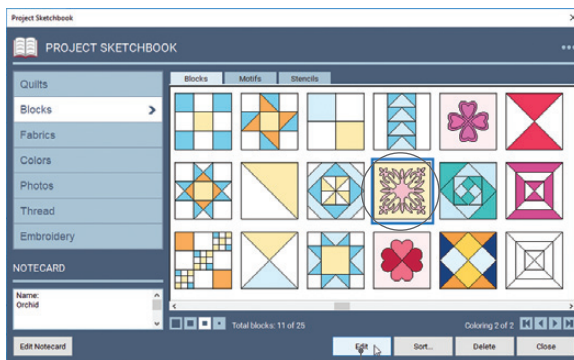 Project Sketchbook
PROJECT SKETCHBOOK
Quilts
Blocks
Fabrics
Colors
Photos
Thread
Embroidery
NOTECARD
Name:
Orchid
Edit Notecard
Blocks Motifs Stencils
Total blocks: 11 of 25 Coloring 2 of 2
Edit Sort... Delete Close